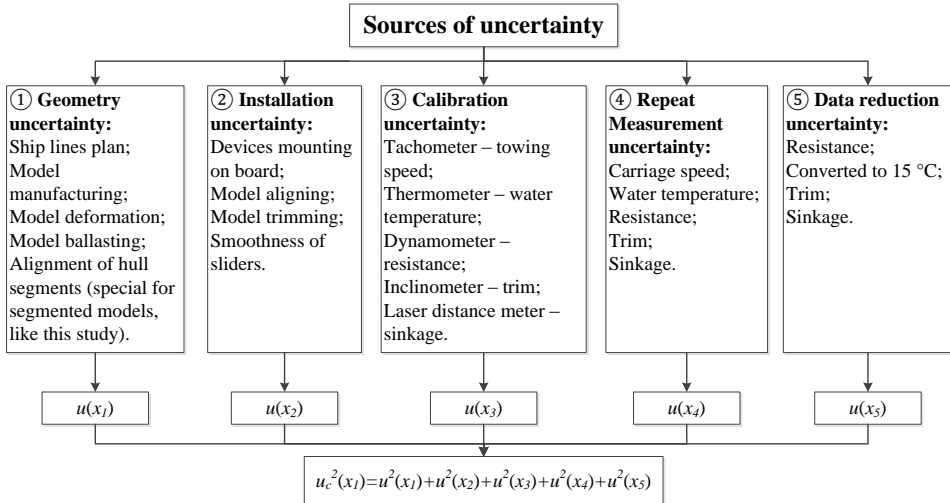 Sources of uncertainty
① Geometry
uncertainty:
Ship lines plan;
Model
manufacturing;
Model deformation;
Model ballasting;
Alignment of hull
segments (special for
segmented models,
like this study).
② Installation
uncertainty:
Devices mounting
on board;
Model aligning;
Model trimming;
Smoothness of
sliders.
③ Calibration
uncertainty:
Tachometer – towing
speed;
Thermometer – water
temperature;
Dynamometer –
resistance;
Inclinometer – trim;
Laser distance meter –
sinkage.
④ Repeat
Measurement
uncertainty:
Carriage speed;
Water temperature;
Resistance;
Trim;
Sinkage.
⑤ Data reduction
uncertainty:
Resistance;
Converted to 15 °C;
Trim;
Sinkage.
u(x₁)
u(x₂)
u(x₃)
u(x₄)
u(x₅)
u_c²(x₁)=u²(x₁)+u²(x₂)+u²(x₃)+u²(x₄)+u²(x₅)